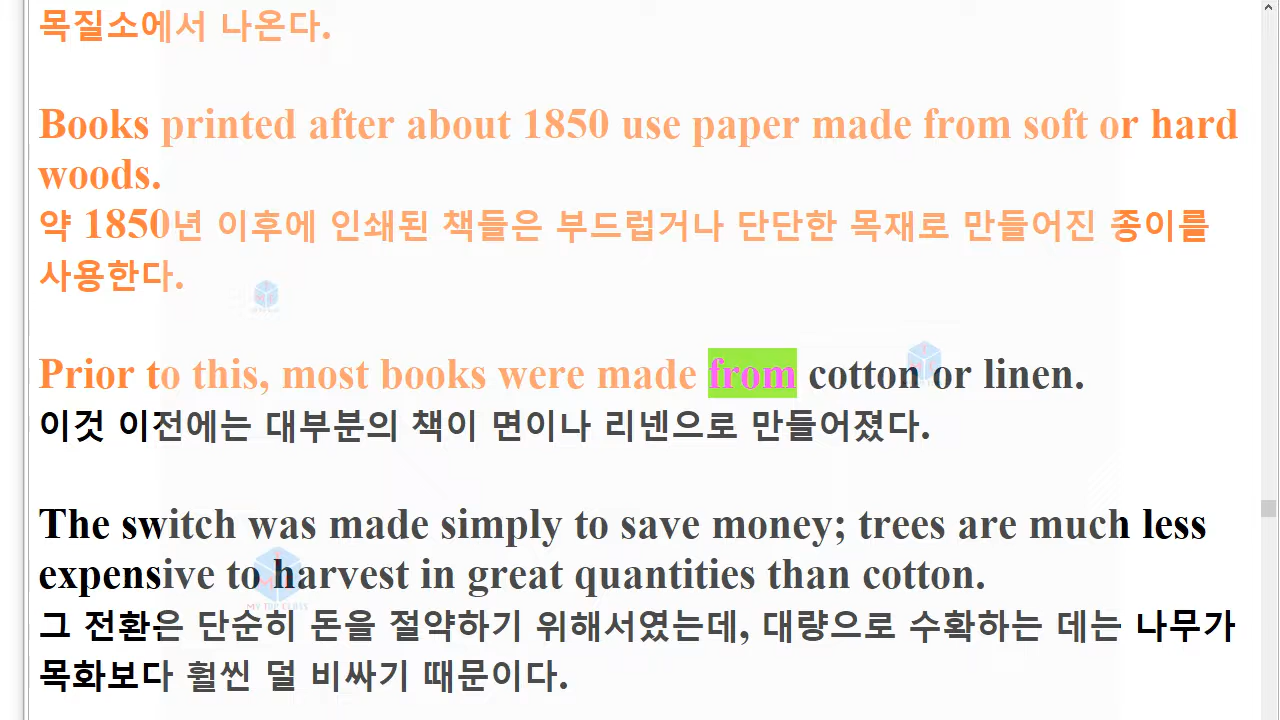 목질소에서 나온다.
Books printed after about 1850 use paper made from soft or hard
woods.
약 1850년 이후에 인쇄된 책들은 부드럽거나 단단한 목재로 만들어진 종이를
사용한다.
Prior to this, most books were made from cotton or linen.
이것 이전에는 대부분의 책이 면이나 리넨으로 만들어졌다.
The switch was made simply to save money; trees are much less
expensive to harvest in great quantities than cotton.
MY TOP CLASS
그 전환은 단순히 돈을 절약하기 위해서였는데, 대량으로 수확하는 데는 나무가
목화보다 훨씬 덜 비싸기 때문이다.